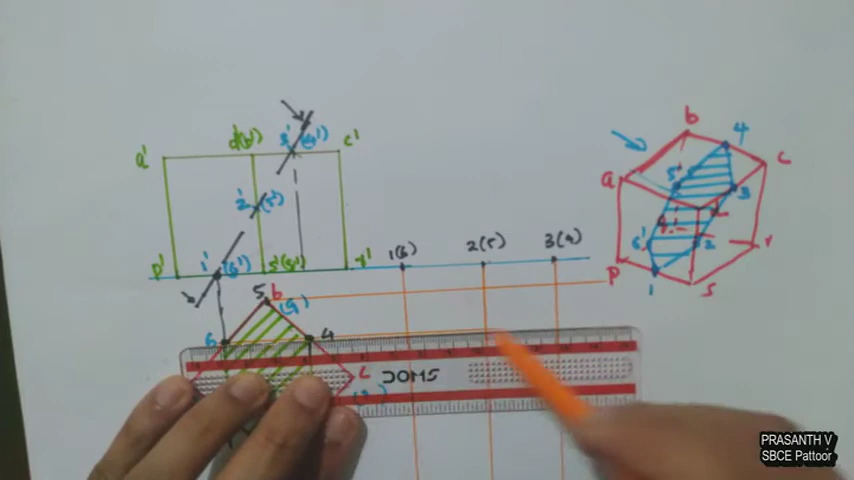 a'
d'(b')
3'
(4')
c'
2'
(5')
1'
(6')
p'
s'(q')
r'
1(6)
2(5)
3(4)
5
b
(q)
6
4
c
DOMS
b
4
c
a
5
3
d
6
2
r
p
1
s
PRASANTH V
SBCE Pattoor